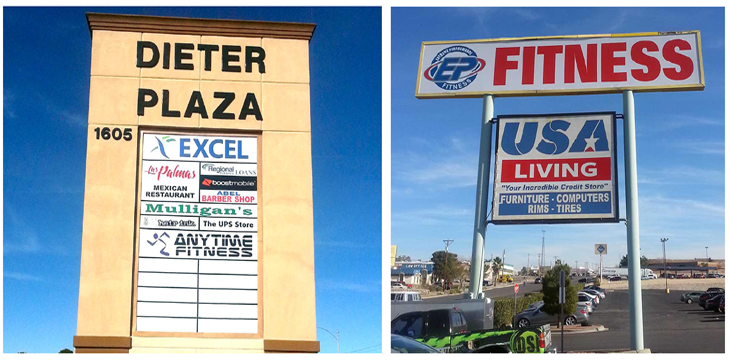 DIETER
PLAZA
1605
EXCEL
Las Palmas
MEXICAN
RESTAURANT
Regional
LOANS
boostmobile
ABEL
BARBER SHOP
Mulligan's
The UPS Store
ANYTIME
FITNESS
EP
FITNESS
FITNESS
USA
LIVING
"Your Incredible Credit Store"
FURNITURE - COMPUTERS
RIMS - TIRES